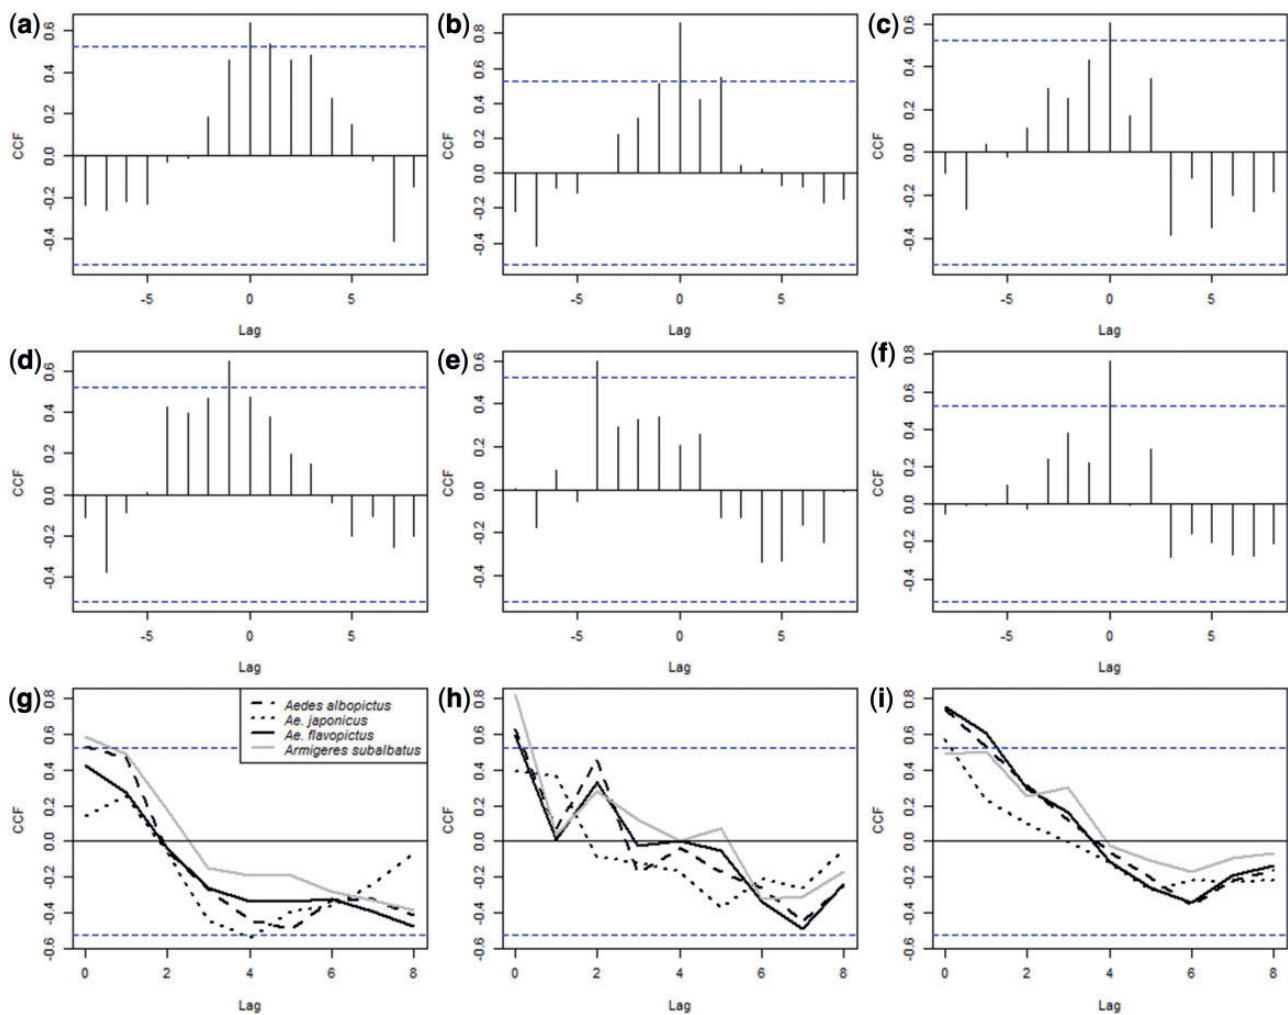 (a)
0.6
0.4
0.2
0.0
-0.2
-0.4
CCF
-5 0 5
Lag
(b)
0.8
0.6
0.4
0.2
0.0
-0.2
-0.4
CCF
-5 0 5
Lag
(c)
0.6
0.4
0.2
0.0
-0.2
-0.4
CCF
-5 0 5
Lag
(d)
0.6
0.4
0.2
0.0
-0.2
-0.4
CCF
-5 0 5
Lag
(e)
0.6
0.4
0.2
0.0
-0.2
-0.4
CCF
-5 0 5
Lag
(f)
0.8
0.6
0.4
0.2
0.0
-0.2
-0.4
CCF
-5 0 5
Lag
(g)
0.8
0.6
0.4
0.2
0.0
-0.2
-0.4
-0.6
CCF
Aedes albopictus
Ae. japonicus
Ae. flavopictus
Armigeres subalbatus
0 2 4 6 8
Lag
(h)
0.8
0.6
0.4
0.2
0.0
-0.2
-0.4
-0.6
CCF
0 2 4 6 8
Lag
(i)
0.8
0.6
0.4
0.2
0.0
-0.2
-0.4
-0.6
CCF
0 2 4 6 8
Lag